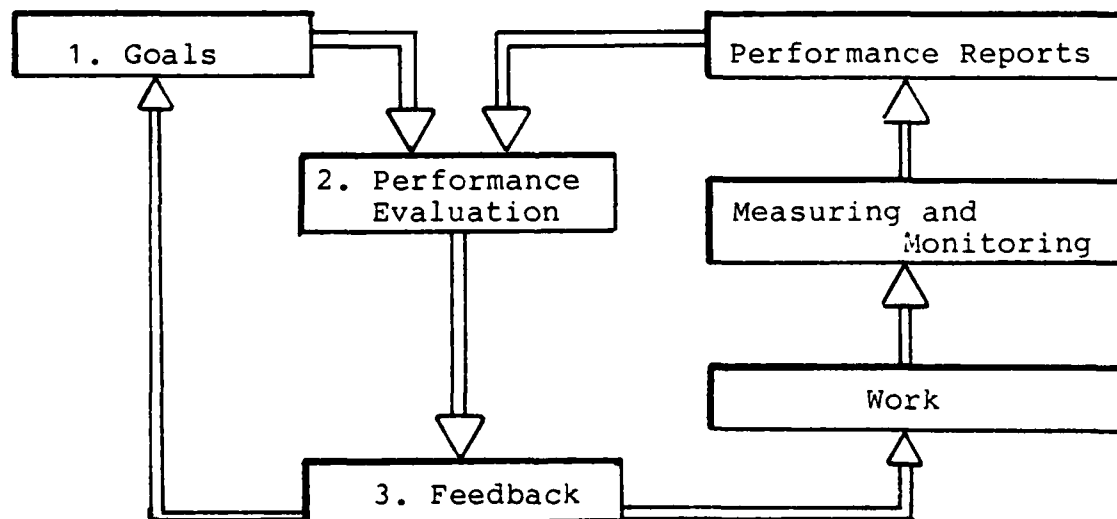 1. Goals
Performance Reports
2. Performance
Evaluation
Measuring and
Monitoring
Work
3. Feedback